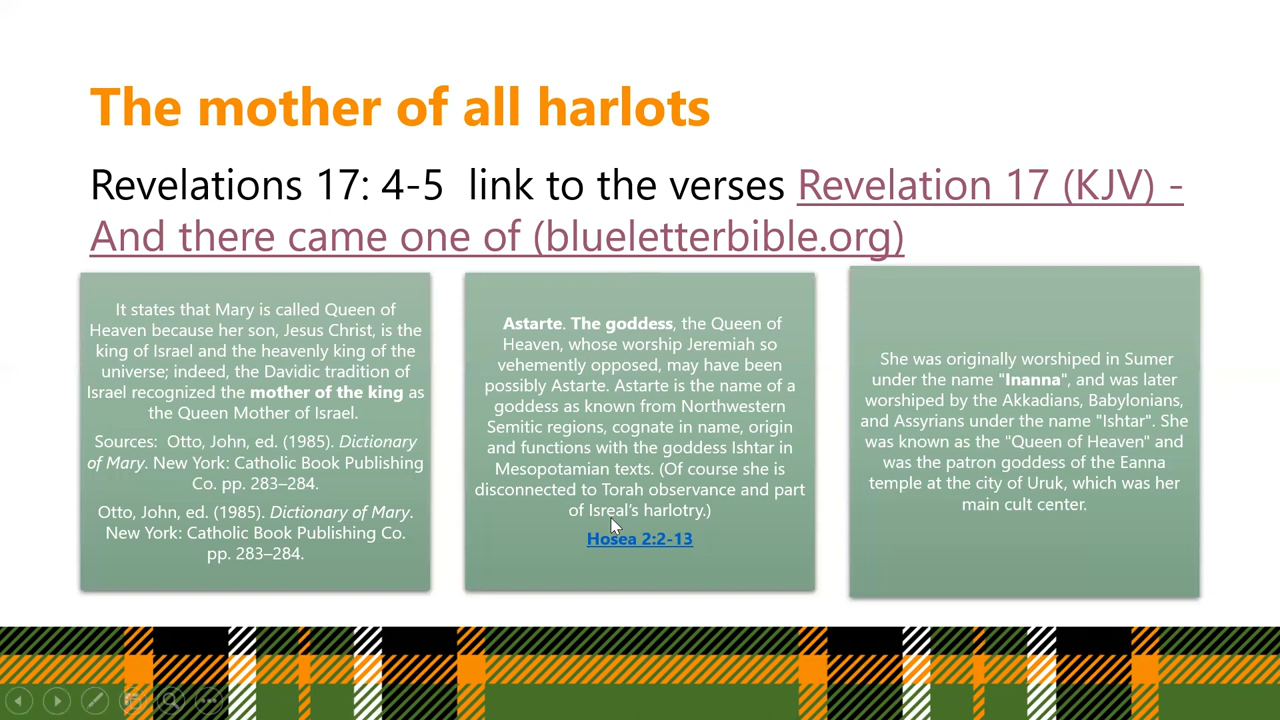 The mother of all harlots
Revelations 17: 4-5 link to the verses Revelation 17 (KJV) -
And there came one of (blueletterbible.org)
It states that Mary is called Queen of
Heaven because her son, Jesus Christ, is the
king of Israel and the heavenly king of the
universe; indeed, the Davidic tradition of
Israel recognized the mother of the king as
the Queen Mother of Israel.
Sources: Otto, John, ed. (1985). Dictionary
of Mary. New York: Catholic Book Publishing
Co. pp. 283–284.
Otto, John, ed. (1985). Dictionary of Mary.
New York: Catholic Book Publishing Co.
pp. 283–284.
Astarte. The goddess, the Queen of
Heaven, whose worship Jeremiah so
vehemently opposed, may have been
possibly Astarte. Astarte is the name of a
goddess as known from Northwestern
Semitic regions, cognate in name, origin
and functions with the goddess Ishtar in
Mesopotamian texts. (Of course she is
disconnected to Torah observance and part
of Isreal's harlotry.)
Hosea 2:2-13
She was originally worshiped in Sumer
under the name "Inanna", and was later
worshiped by the Akkadians, Babylonians,
and Assyrians under the name "Ishtar". She
was known as the "Queen of Heaven" and
was the patron goddess of the Eanna
temple at the city of Uruk, which was her
main cult center.